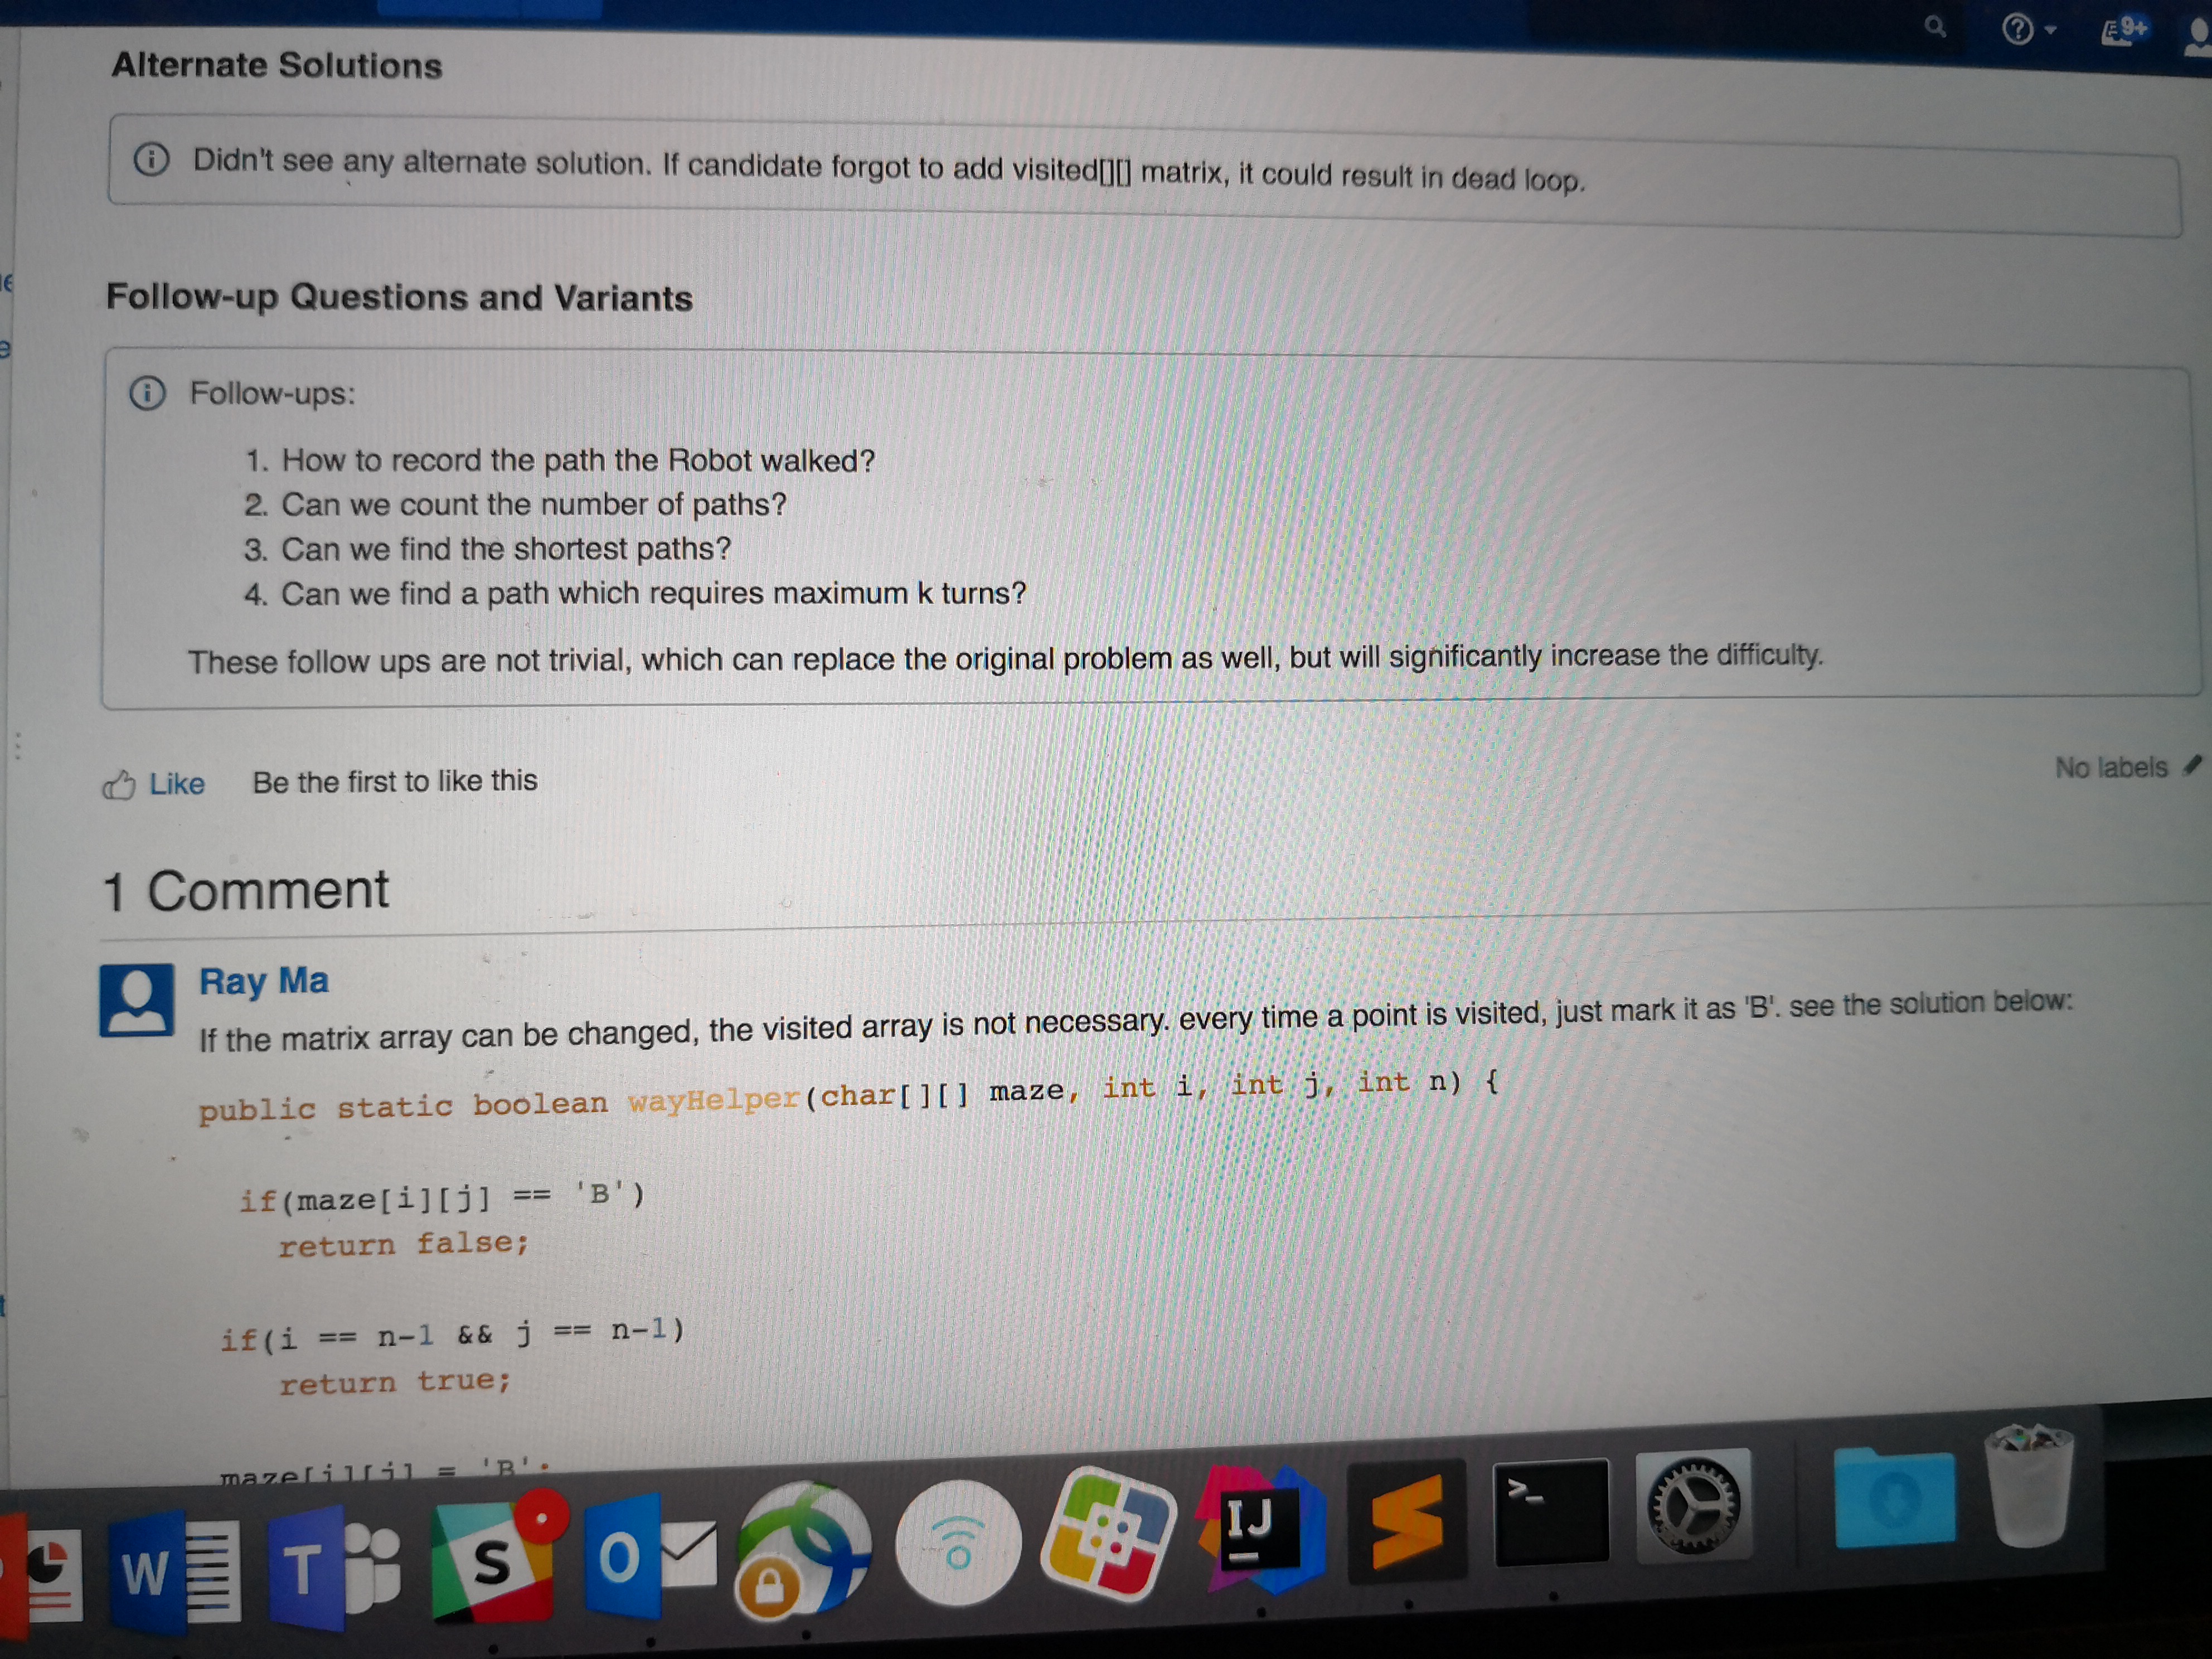 9+
Alternate Solutions
Didn't see any alternate solution. If candidate forgot to add visited[][] matrix, it could result in dead loop.
Follow-up Questions and Variants
Follow-ups:
1. How to record the path the Robot walked?
2. Can we count the number of paths?
3. Can we find the shortest paths?
4. Can we find a path which requires maximum k turns?
These follow ups are not trivial, which can replace the original problem as well, but will significantly increase the difficulty.
Like Be the first to like this
No labels
1 Comment
Ray Ma
If the matrix array can be changed, the visited array is not necessary. every time a point is visited, just mark it as 'B'. see the solution below:
public static boolean wayHelper(char[][] maze, int i, int j, int n) {
if(maze[i][j] == 'B')
return false;
if(i == n-1 && j == n-1)
return true;
maze[i][j] = 'B';
W T S O IJ >_